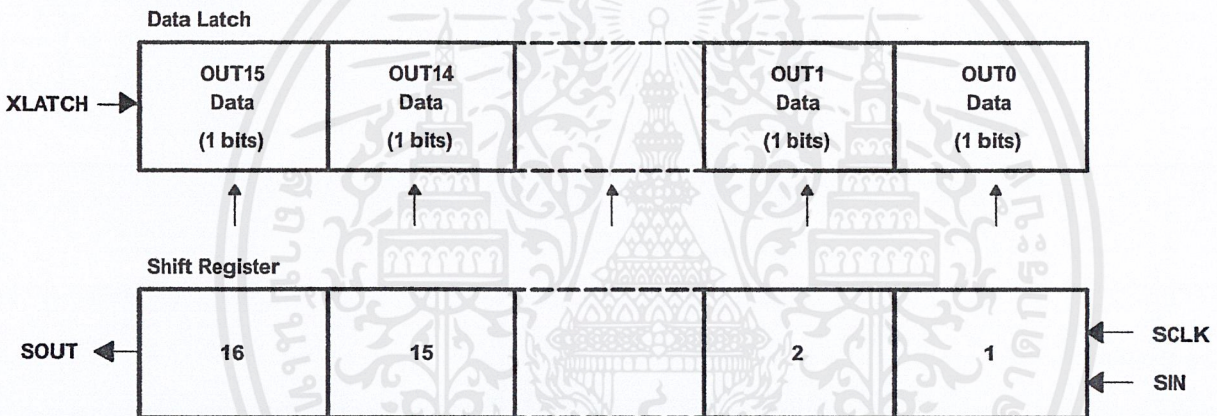 Data Latch
XLATCH
OUT15
Data
(1 bits)
OUT14
Data
(1 bits)
OUT1
Data
(1 bits)
OUT0
Data
(1 bits)
Shift Register
SOUT
16
15
2
1
SCLK
SIN